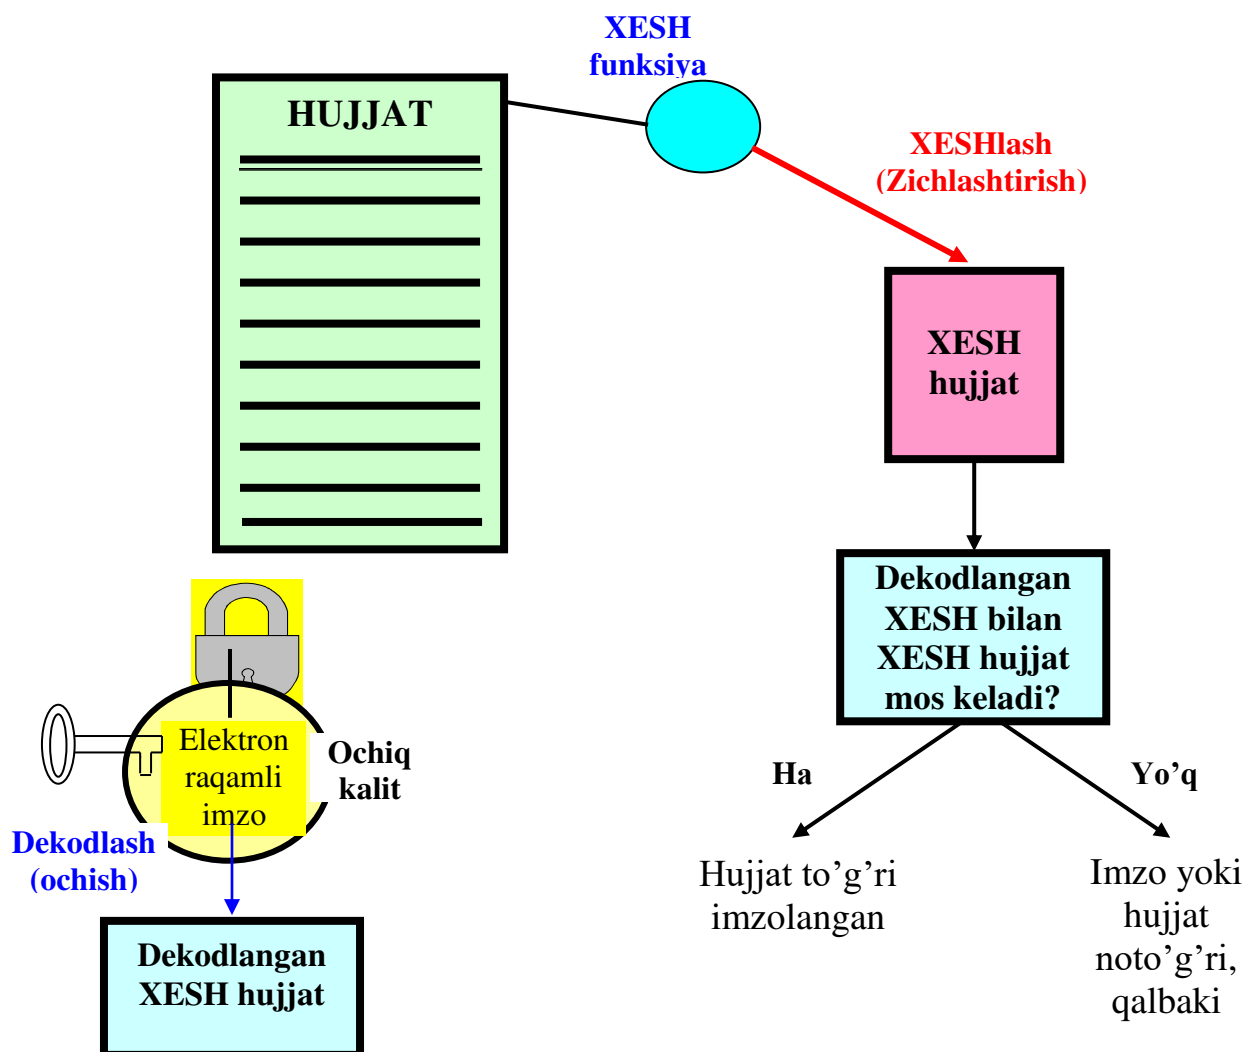 XESH
funksiya
HUJJAT
XESHlash
(Zichlashtirish)
XESH
hujjat
Dekodlangan
XESH bilan
XESH hujjat
mos keladi?
Elektron
raqamli
imzo
Ochiq
kalit
Dekodlash
(ochish)
Ha
Yo’q
Hujjat to’g’ri
imzolangan
Imzo yoki
hujjat
noto’g’ri,
qalbaki
Dekodlangan
XESH hujjat